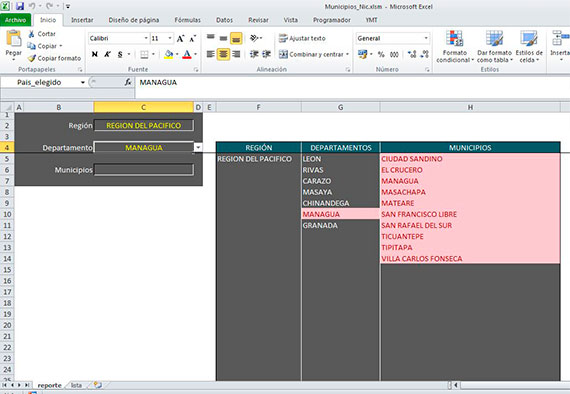 Municipios_Nic.xlsm - Microsoft Excel
Archivo Inicio Insertar Diseño de página Fórmulas Datos Revisar Vista Programador YMT
Pegar
Cortar
Copiar
Copiar formato
Portapapeles
Calibri 11
N K S
Fuente
Ajustar texto
Combinar y centrar
Alineación
General
% 000
Número
Formato condicional
Dar formato como tabla
Estilos de celda
Estilos
Pais_elegido fx MANAGUA
A B C D E F G H
1
2 Región REGION DEL PACIFICO
3
4 Departamento MANAGUA REGIÓN DEPARTAMENTOS MUNICIPIOS
5 REGION DEL PACIFICO LEON CIUDAD SANDINO
6 Municipios RIVAS EL CRUCERO
7 CARAZO MANAGUA
8 MASAYA MASACHAPA
9 CHINANDEGA MATEARE
10 MANAGUA SAN FRANCISCO LIBRE
11 GRANADA SAN RAFAEL DEL SUR
12 TICUANTEPE
13 TIPITAPA
14 VILLA CARLOS FONSECA
15
16
17
18
19
20
21
22
23
24
25
reporte lista